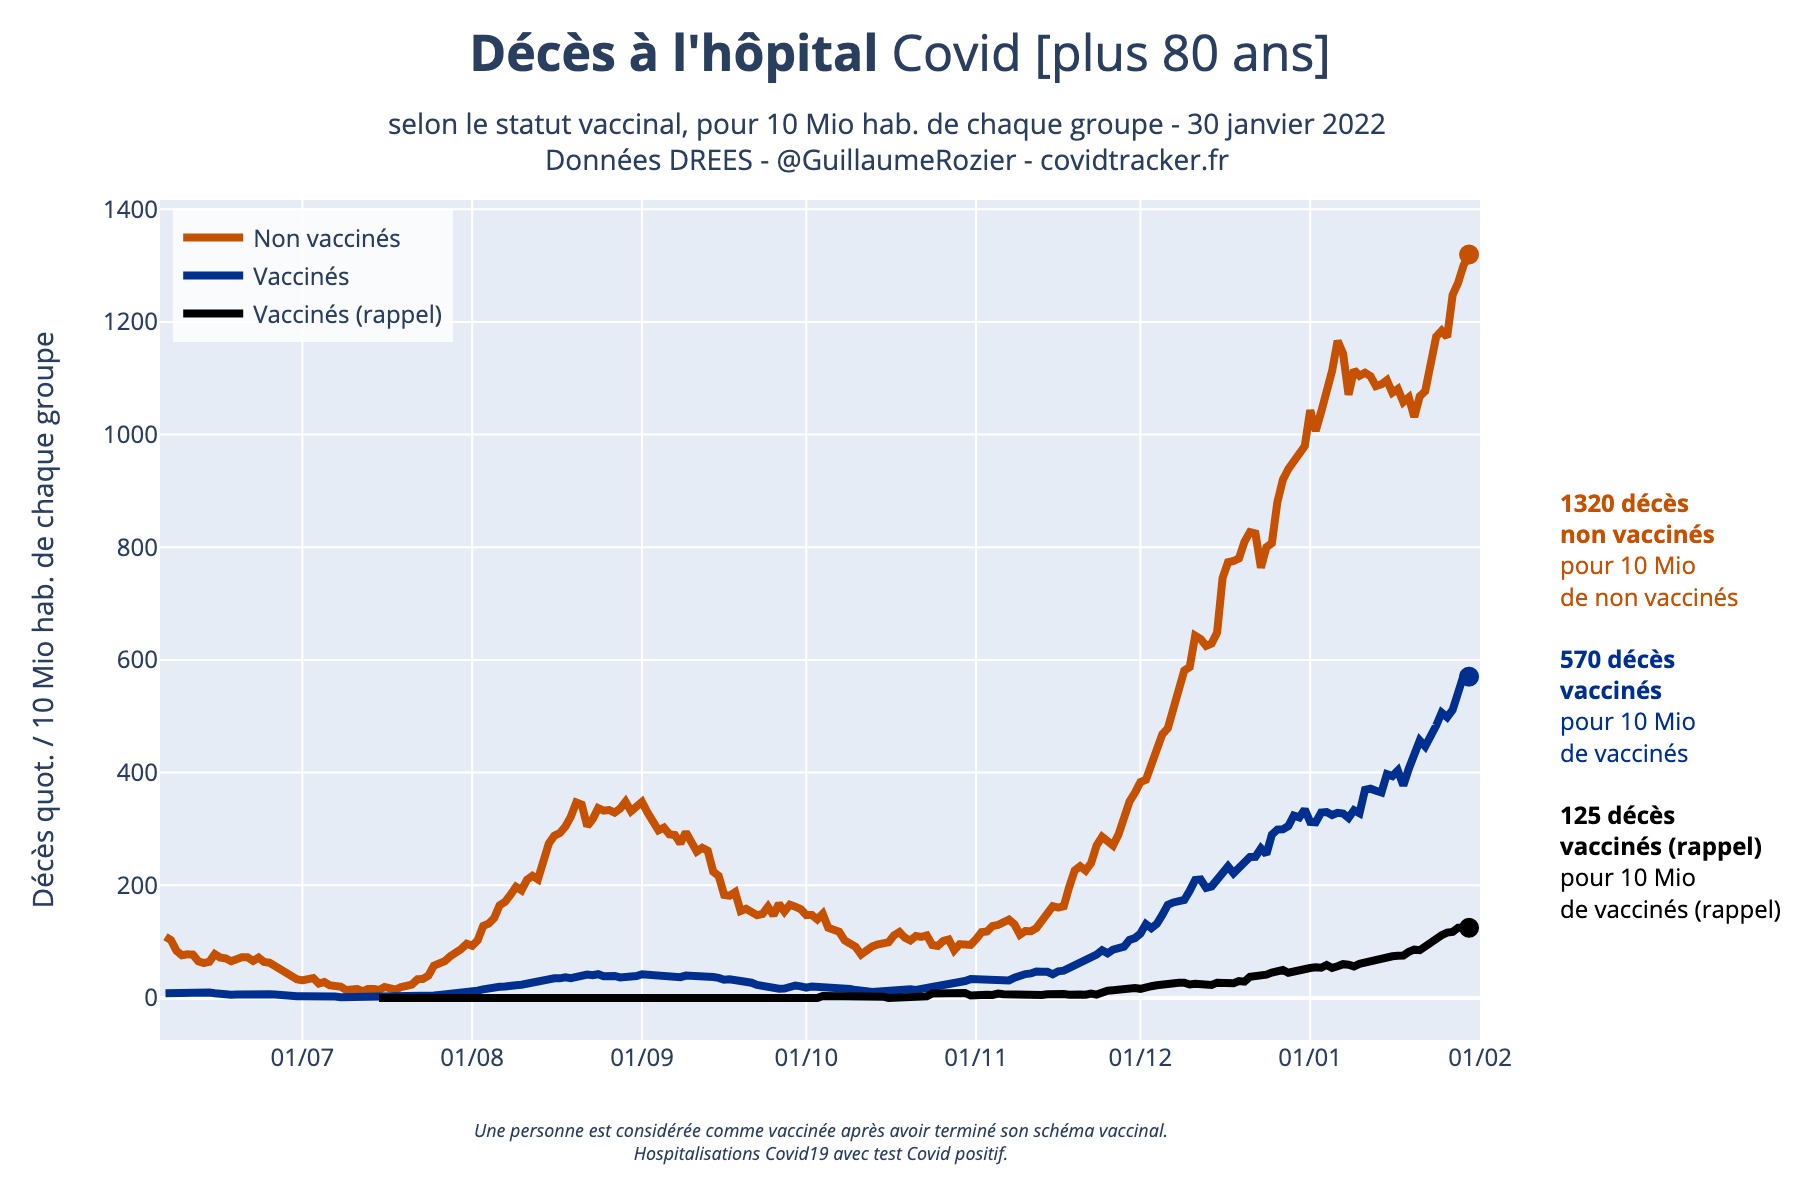 Décès à l'hôpital Covid [plus 80 ans]
selon le statut vaccinal, pour 10 Mio hab. de chaque groupe - 30 janvier 2022
Données DREES - @GuillaumeRozier - covidtracker.fr
Décès quot. / 10 Mio hab. de chaque groupe
1400
1200
1000
800
600
400
200
0
Non vaccinés
Vaccinés
Vaccinés (rappel)
01/07
01/08
01/09
01/10
01/11
01/12
01/01
01/02
1320 décès
non vaccinés
pour 10 Mio
de non vaccinés
570 décès
vaccinés
pour 10 Mio
de vaccinés
125 décès
vaccinés (rappel)
pour 10 Mio
de vaccinés (rappel)
Une personne est considérée comme vaccinée après avoir terminé son schéma vaccinal.
Hospitalisations Covid19 avec test Covid positif.